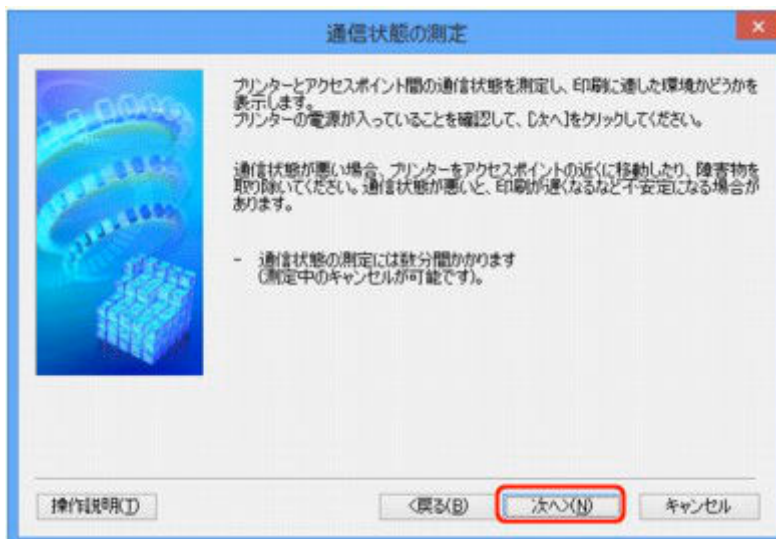 通信状態の測定
プリンターとアクセスポイント間の通信状態を測定し、印刷に適した環境かどうかを
表示します。
プリンターの電源が入っていることを確認して、[次へ]をクリックしてください。
通信状態が悪い場合、プリンターをアクセスポイントの近くに移動したり、障害物を
取り除いてください。通信状態が悪いと、印刷が遅くなるなど不安定になる場合が
あります。
- 通信状態の測定には数分間かかります
(測定中のキャンセルが可能です)。
操作説明(T) <戻る(B) 次へ>(N) キャンセル